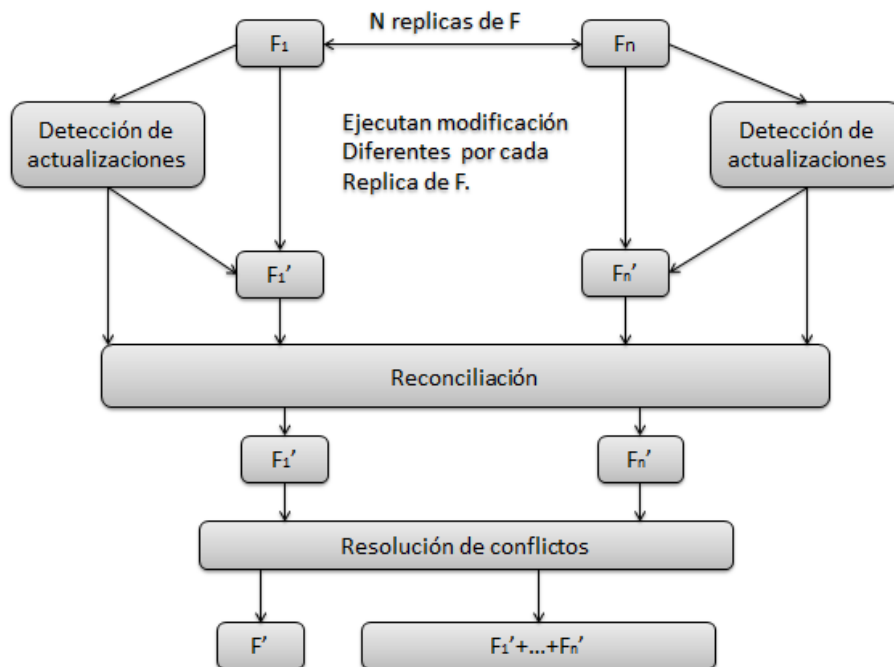 N replicas de F
F1
Fn
Detección de
actualizaciones
Ejecutan modificación
Diferentes por cada
Replica de F.
Detección de
actualizaciones
F1’
Fn’
Reconciliación
F1’
Fn’
Resolución de conflictos
F’
F1’+...+Fn’